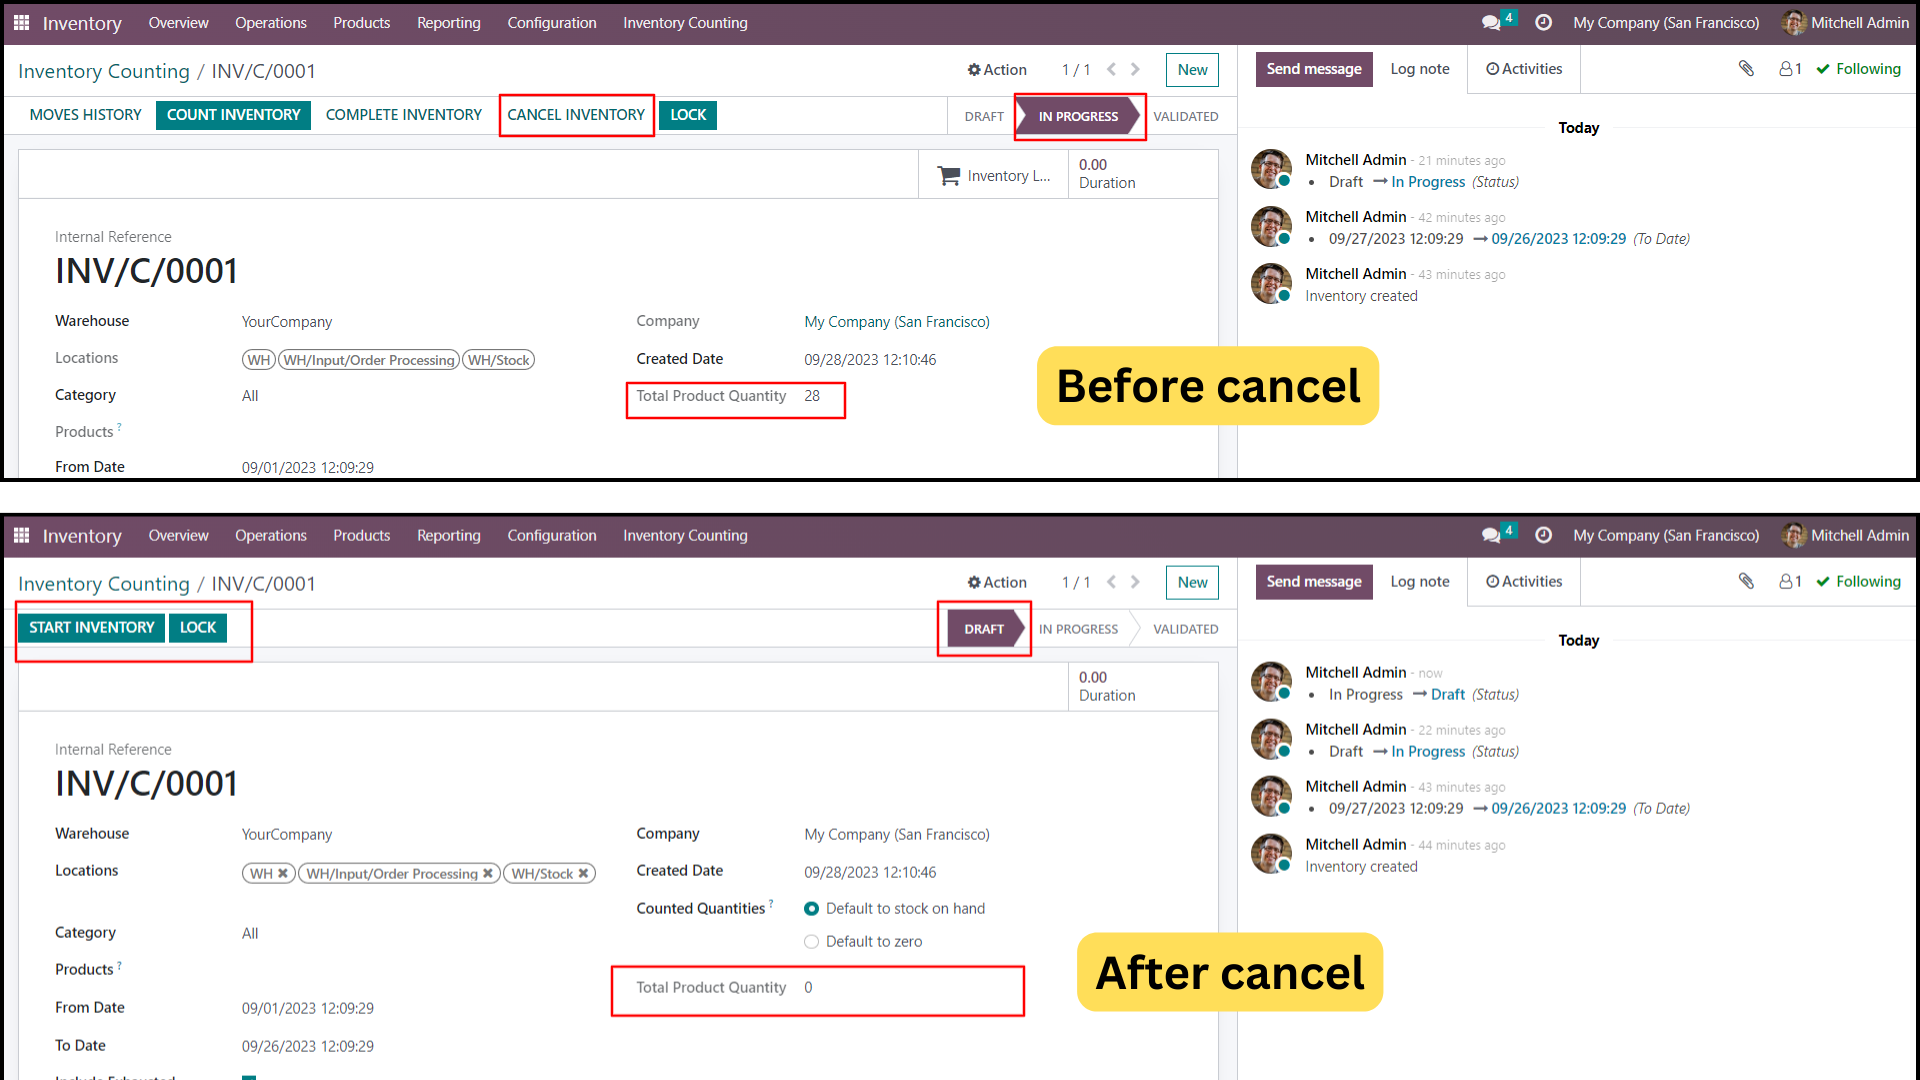 Inventory Overview Operations Products Reporting Configuration Inventory Counting 4 My Company (San Francisco) Mitchell Admin
Inventory Counting / INV/C/0001 Action 1 / 1 New Send message Log note Activities 1 Following
MOVES HISTORY COUNT INVENTORY COMPLETE INVENTORY CANCEL INVENTORY LOCK DRAFT IN PROGRESS VALIDATED
Today
Inventory L... 0.00 Duration
Mitchell Admin - 21 minutes ago
• Draft → In Progress (Status)
Mitchell Admin - 42 minutes ago
• 09/27/2023 12:09:29 → 09/26/2023 12:09:29 (To Date)
Mitchell Admin - 43 minutes ago
Inventory created
Internal Reference
INV/C/0001
Warehouse YourCompany Company My Company (San Francisco)
Locations WH WH/Input/Order Processing WH/Stock Created Date 09/28/2023 12:10:46
Category All Total Product Quantity 28
Before cancel
Products ?
From Date 09/01/2023 12:09:29
Inventory Overview Operations Products Reporting Configuration Inventory Counting 4 My Company (San Francisco) Mitchell Admin
Inventory Counting / INV/C/0001 Action 1 / 1 New Send message Log note Activities 1 Following
START INVENTORY LOCK DRAFT IN PROGRESS VALIDATED
Today
0.00 Duration
Mitchell Admin - now
• In Progress → Draft (Status)
Mitchell Admin - 22 minutes ago
• Draft → In Progress (Status)
Mitchell Admin - 43 minutes ago
• 09/27/2023 12:09:29 → 09/26/2023 12:09:29 (To Date)
Mitchell Admin - 44 minutes ago
Inventory created
Internal Reference
INV/C/0001
Warehouse YourCompany Company My Company (San Francisco)
Locations WH ✖ WH/Input/Order Processing ✖ WH/Stock ✖ Created Date 09/28/2023 12:10:46
Counted Quantities ? Default to stock on hand
Category All Default to zero
Products ? Total Product Quantity 0
After cancel
From Date 09/01/2023 12:09:29
To Date 09/26/2023 12:09:29